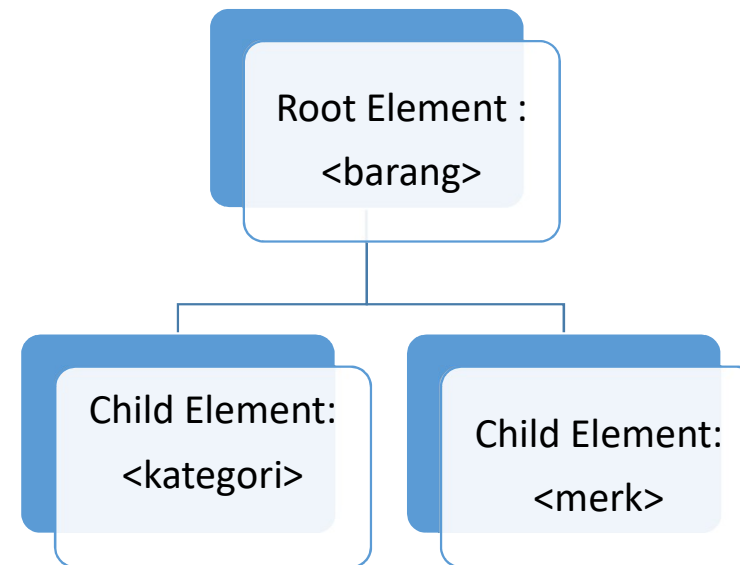 Root Element :
<barang>
Child Element:
<kategori>
Child Element:
<merk>